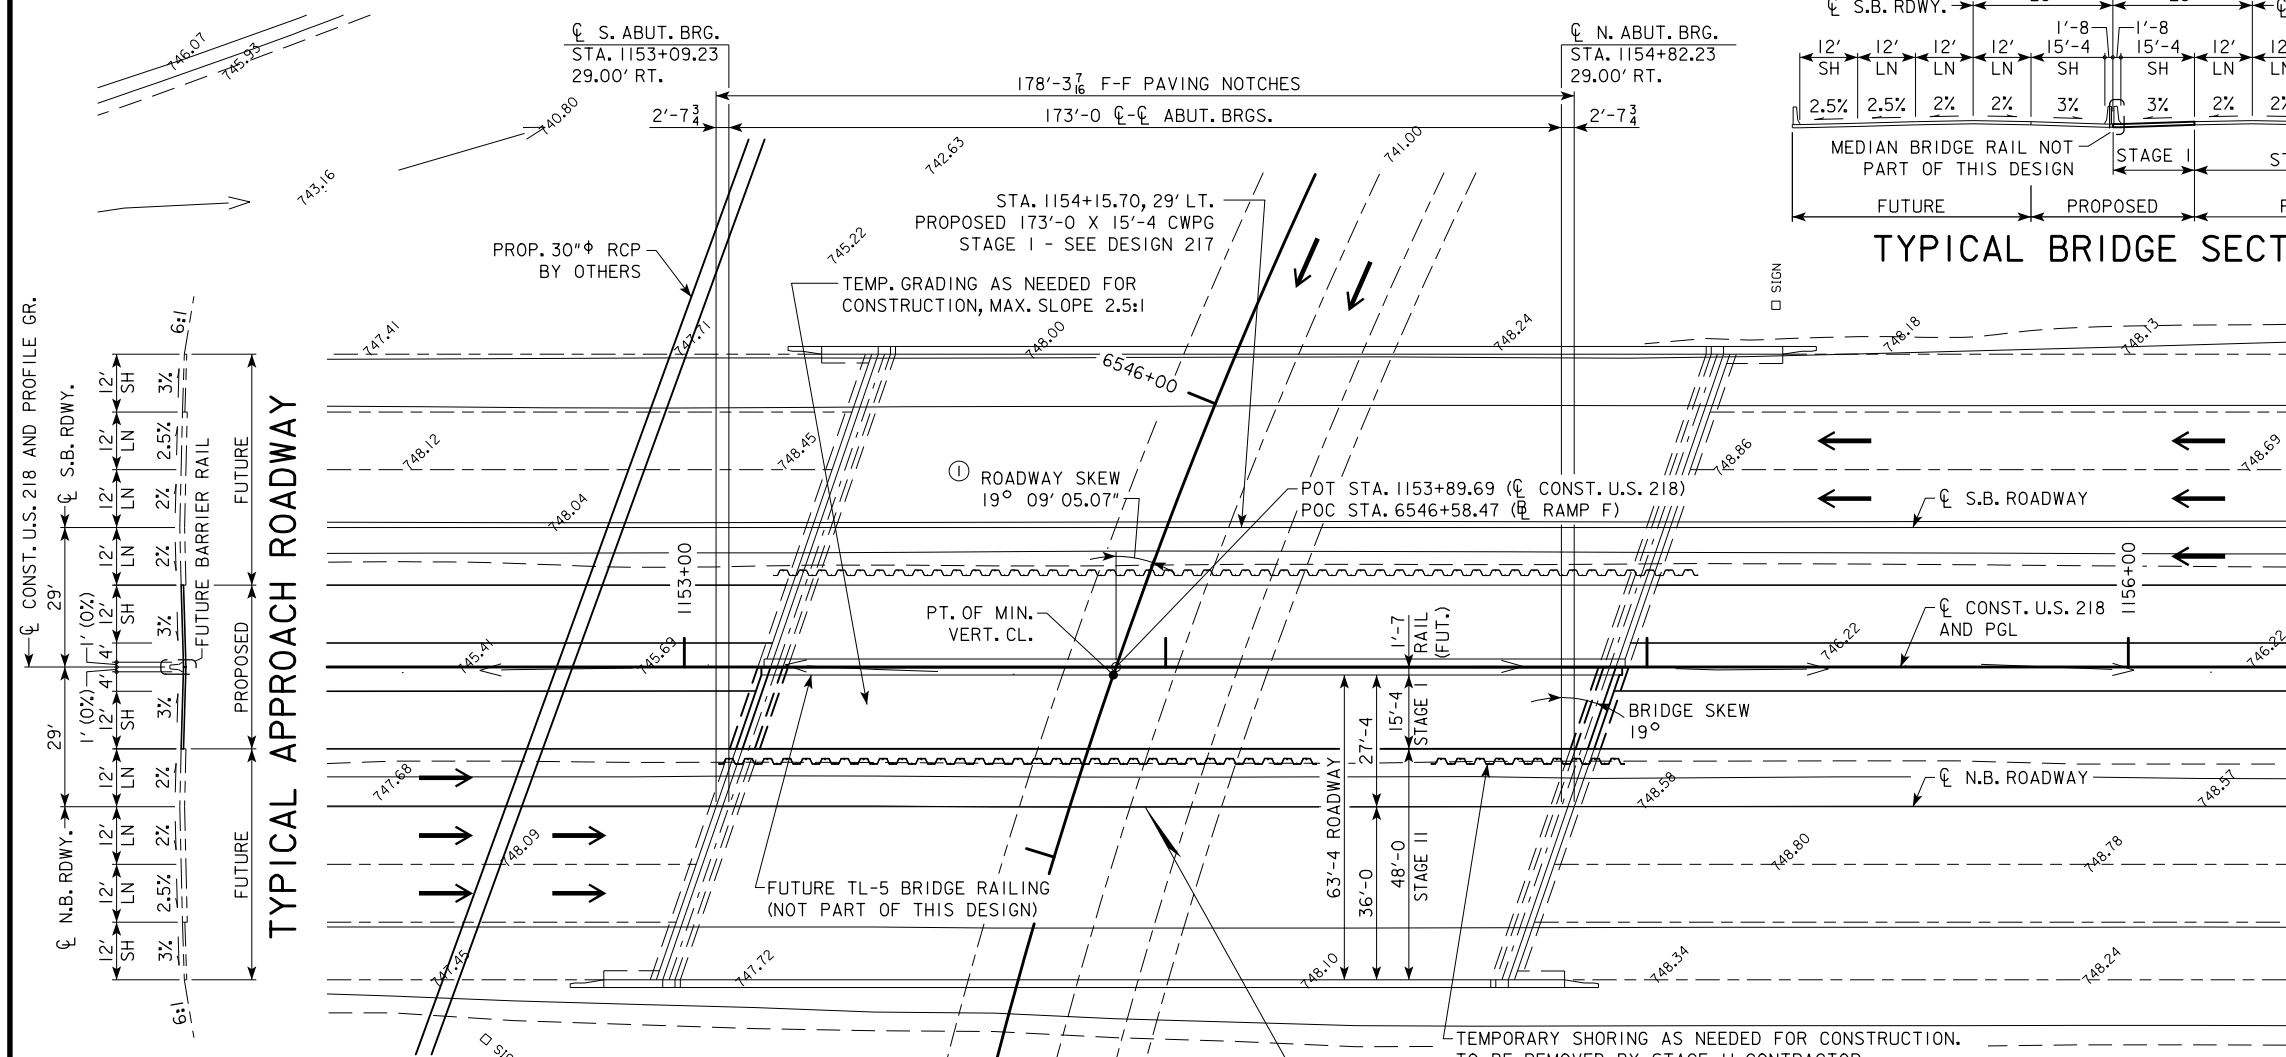 ℄ S. ABUT. BRG.
STA. 1153+09.23
29.00' RT.
℄ N. ABUT. BRG.
STA. 1154+82.23
29.00' RT.
178'-3 7/16 F-F PAVING NOTCHES
2'-7 3/4
173'-0 ℄-℄ ABUT. BRGS.
2'-7 3/4
746.07
745.93
740.80
743.16
742.63
741.00
STA. 1154+15.70, 29' LT.
PROPOSED 173'-0 X 15'-4 CWPG
STAGE I - SEE DESIGN 217
PROP. 30"φ RCP
BY OTHERS
745.22
TEMP. GRADING AS NEEDED FOR
CONSTRUCTION, MAX. SLOPE 2.5:1
℄ S.B. RDWY.
1'-8
1'-8
12'
12'
12'
12'
15'-4
15'-4
12'
SH
LN
LN
LN
SH
SH
LN
2.5%
2.5%
2%
2%
3%
3%
2%
MEDIAN BRIDGE RAIL NOT
PART OF THIS DESIGN
STAGE I
FUTURE
PROPOSED
TYPICAL BRIDGE SECT
SIGN
747.41
747.71
748.00
748.24
748.18
748.13
6546+00
748.12
748.45
748.86
748.69
748.04
① ROADWAY SKEW
19° 09' 05.07"
POT STA. 1153+89.69 (℄ CONST. U.S. 218)
POC STA. 6546+58.47 (BL RAMP F)
℄ S.B. ROADWAY
1153+00
1156+00
PT. OF MIN.
VERT. CL.
1'-7
RAIL
(FUT.)
℄ CONST. U.S. 218
AND PGL
745.41
745.69
746.22
746.22
BRIDGE SKEW
19°
15'-4
STAGE I
27'-4
63'-4 ROADWAY
36'-0
48'-0
STAGE II
747.68
748.58
℄ N.B. ROADWAY
748.57
748.09
748.80
748.78
FUTURE TL-5 BRIDGE RAILING
(NOT PART OF THIS DESIGN)
747.45
747.72
748.10
748.34
748.24
TEMPORARY SHORING AS NEEDED FOR CONSTRUCTION.
TO BE REMOVED BY STAGE II CONTRACTOR
℄ CONST. U.S. 218 AND PROFILE GR.
℄ S.B. RDWY.
29'
29'
℄ N.B. RDWY.
6:1
12'
SH
3%
12'
LN
2.5%
12'
LN
2%
12'
LN
2%
12'
SH
3%
1' (0%)
4'
4'
1' (0%)
12'
SH
3%
12'
LN
2%
12'
LN
2%
12'
LN
2.5%
12'
SH
3%
6:1
FUTURE BARRIER RAIL
FUTURE
PROPOSED
FUTURE
TYPICAL APPROACH ROADWAY